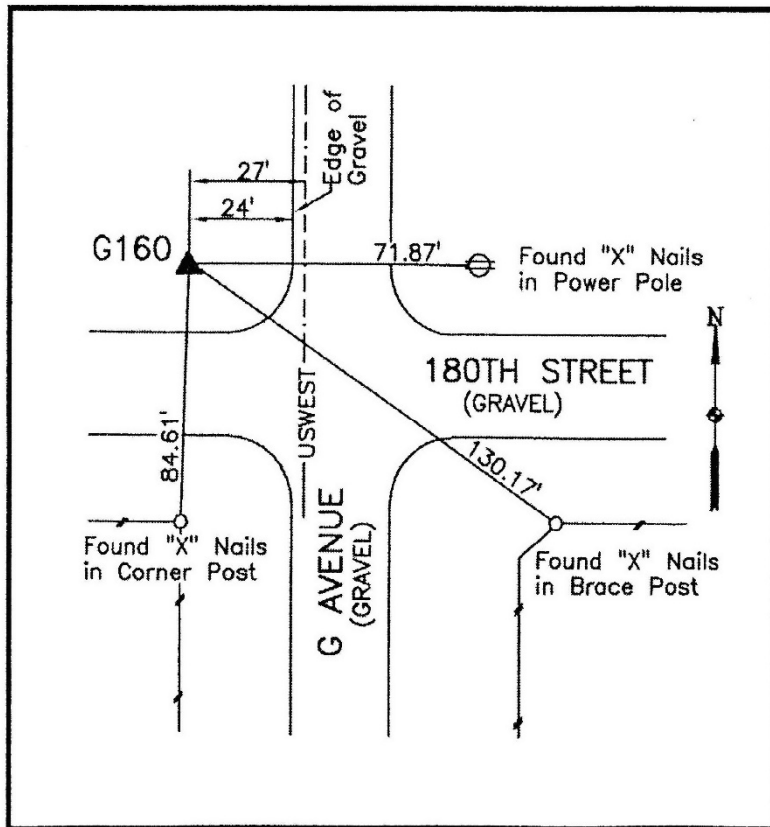 27'
Edge of
Gravel
24'
G160
71.87'
Found "X" Nails
in Power Pole
N
180TH STREET
(GRAVEL)
USWEST
84.61'
130.17'
Found "X" Nails
in Corner Post
G AVENUE
(GRAVEL)
Found "X" Nails
in Brace Post